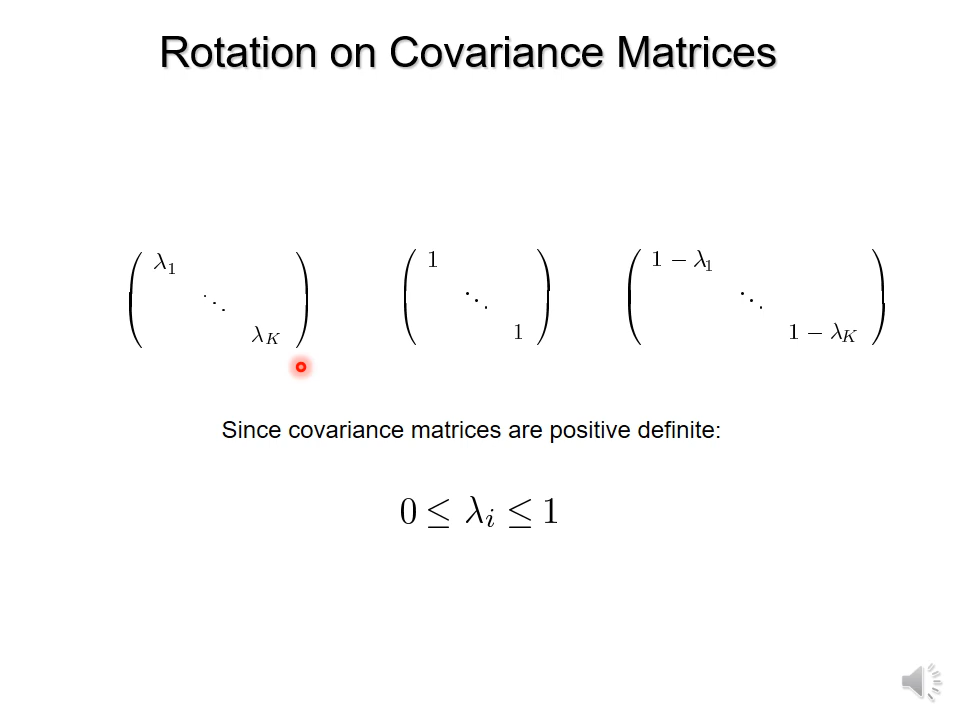 Rotation on Covariance Matrices
( λ₁ ⋱ λ_K ) ( 1 ⋱ 1 ) ( 1 − λ₁ ⋱ 1 − λ_K )
Since covariance matrices are positive definite:
0 ≤ λᵢ ≤ 1